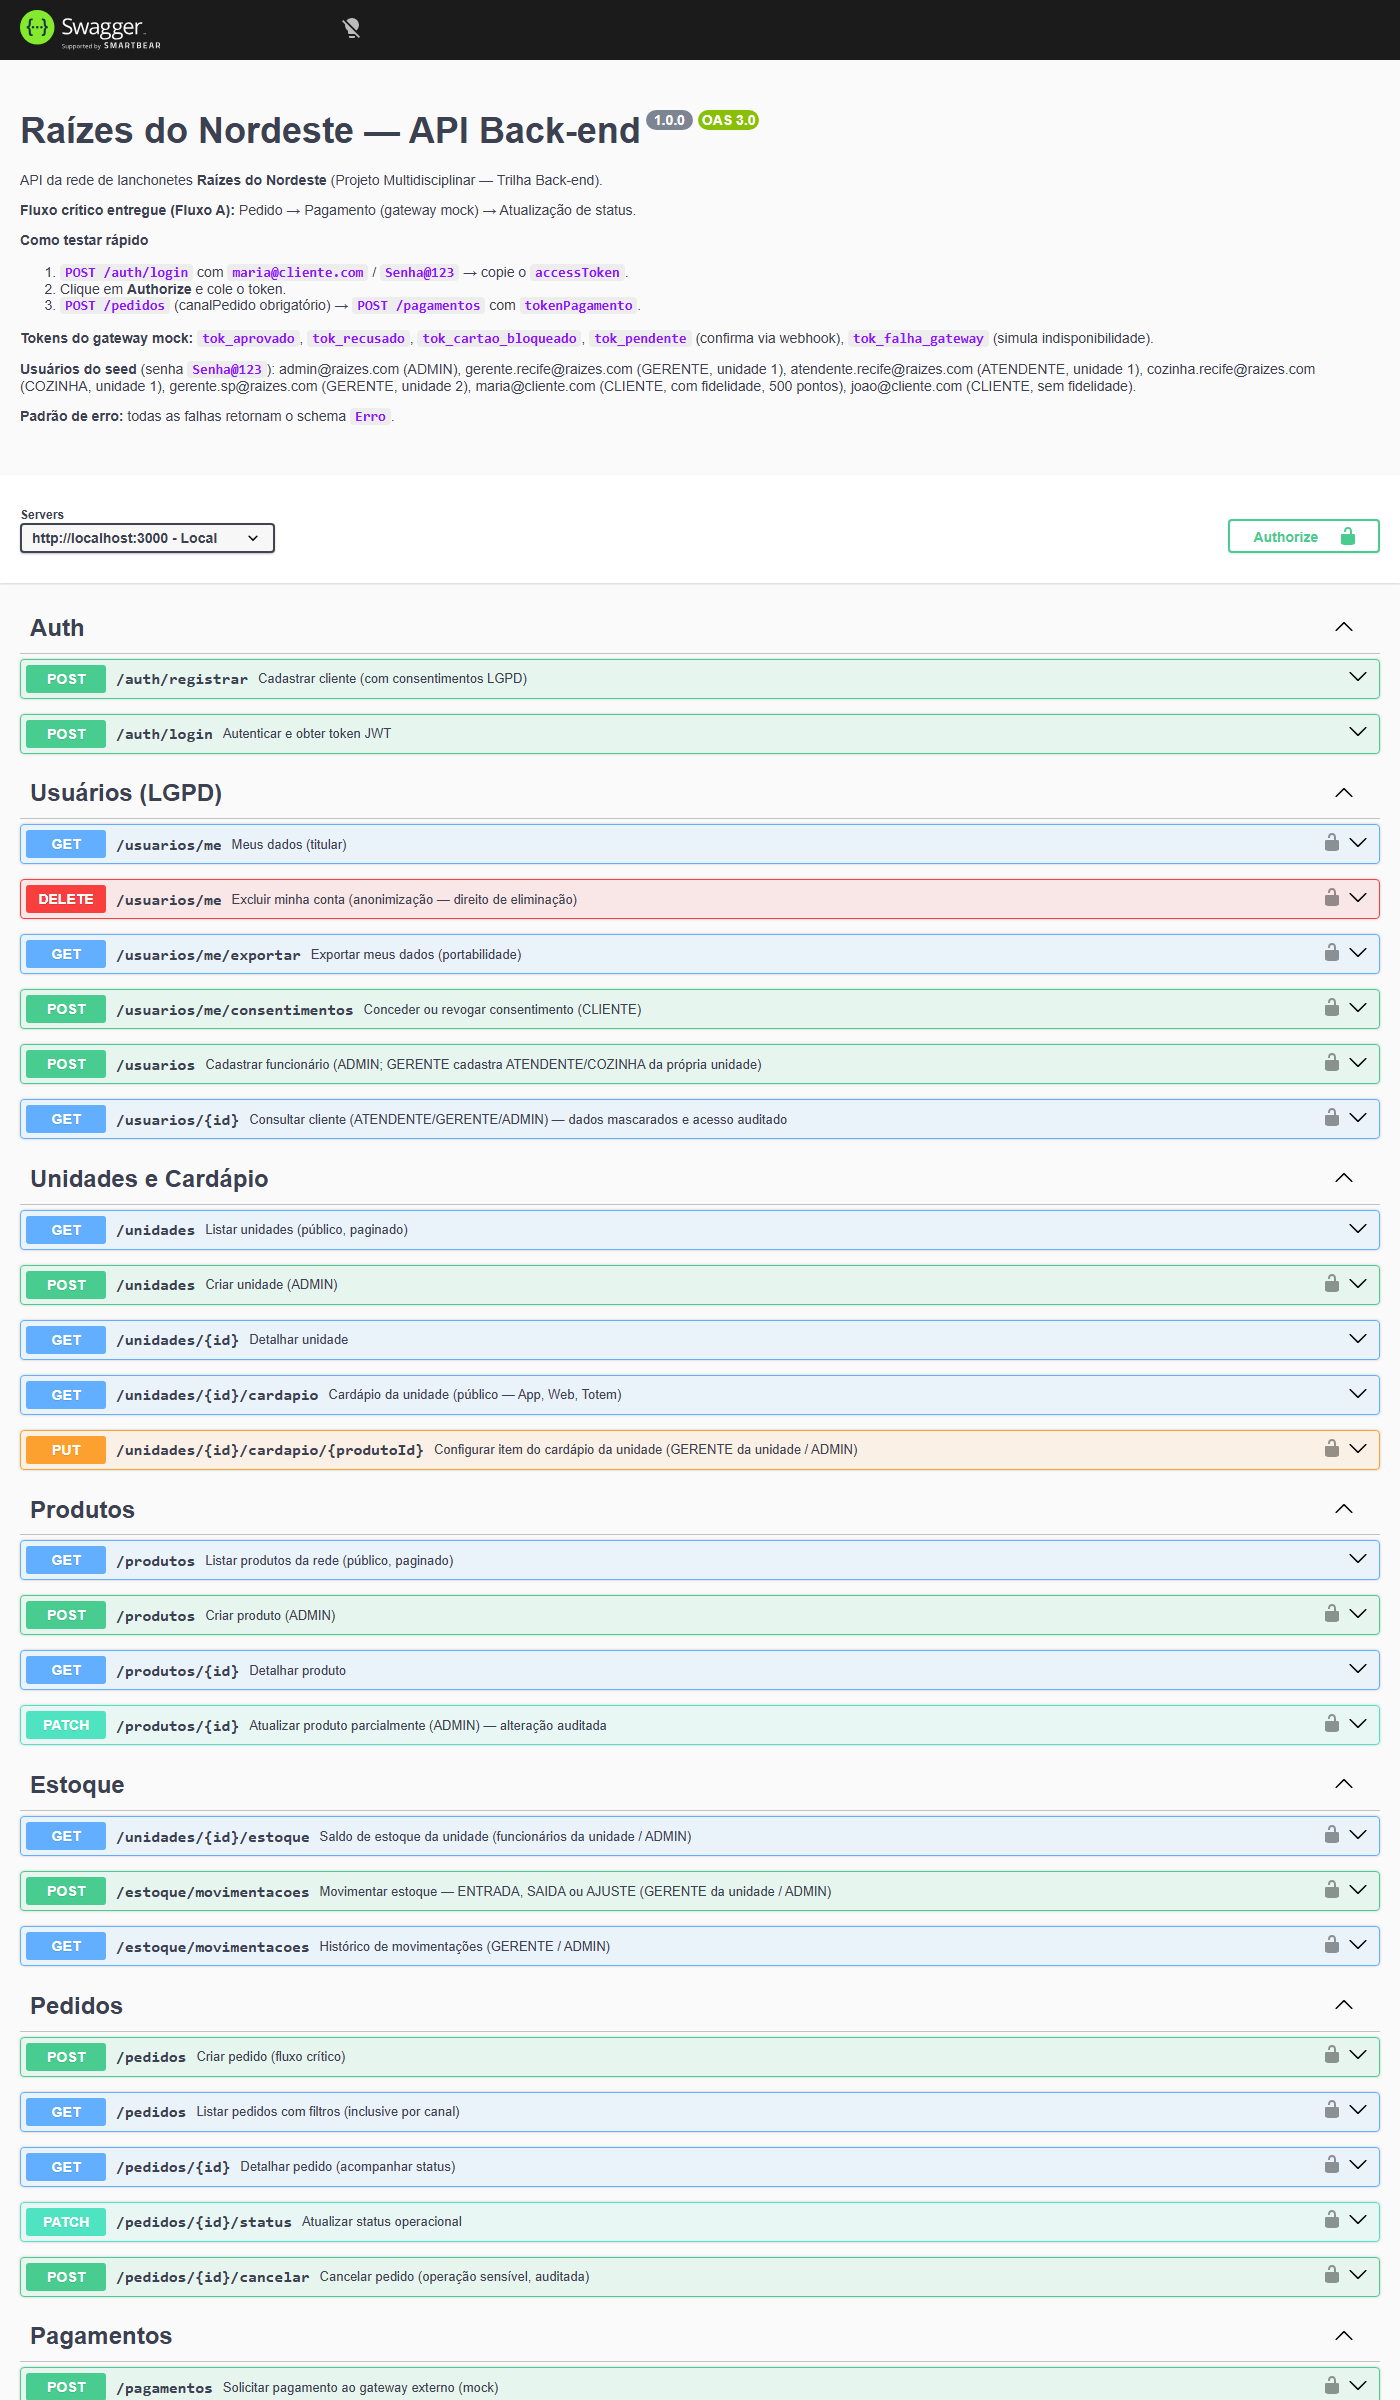 Swagger
Supported by SMARTBEAR
Raízes do Nordeste — API Back-end 1.0.0 OAS 3.0
API da rede de lanchonetes Raízes do Nordeste (Projeto Multidisciplinar — Trilha Back-end).
Fluxo crítico entregue (Fluxo A): Pedido → Pagamento (gateway mock) → Atualização de status.
Como testar rápido
1. POST /auth/login com maria@cliente.com / Senha@123 → copie o accessToken.
2. Clique em Authorize e cole o token.
3. POST /pedidos (canalPedido obrigatório) → POST /pagamentos com tokenPagamento.
Tokens do gateway mock: tok_aprovado, tok_recusado, tok_cartao_bloqueado, tok_pendente (confirma via webhook), tok_falha_gateway (simula indisponibilidade).
Usuários do seed (senha Senha@123): admin@raizes.com (ADMIN), gerente.recife@raizes.com (GERENTE, unidade 1), atendente.recife@raizes.com (ATENDENTE, unidade 1), cozinha.recife@raizes.com
(COZINHA, unidade 1), gerente.sp@raizes.com (GERENTE, unidade 2), maria@cliente.com (CLIENTE, com fidelidade, 500 pontos), joao@cliente.com (CLIENTE, sem fidelidade).
Padrão de erro: todas as falhas retornam o schema Erro.
Servers
http://localhost:3000 - Local
Authorize
Auth
POST /auth/registrar Cadastrar cliente (com consentimentos LGPD)
POST /auth/login Autenticar e obter token JWT
Usuários (LGPD)
GET /usuarios/me Meus dados (titular)
DELETE /usuarios/me Excluir minha conta (anonimização — direito de eliminação)
GET /usuarios/me/exportar Exportar meus dados (portabilidade)
POST /usuarios/me/consentimentos Conceder ou revogar consentimento (CLIENTE)
POST /usuarios Cadastrar funcionário (ADMIN; GERENTE cadastra ATENDENTE/COZINHA da própria unidade)
GET /usuarios/{id} Consultar cliente (ATENDENTE/GERENTE/ADMIN) — dados mascarados e acesso auditado
Unidades e Cardápio
GET /unidades Listar unidades (público, paginado)
POST /unidades Criar unidade (ADMIN)
GET /unidades/{id} Detalhar unidade
GET /unidades/{id}/cardapio Cardápio da unidade (público — App, Web, Totem)
PUT /unidades/{id}/cardapio/{produtoId} Configurar item do cardápio da unidade (GERENTE da unidade / ADMIN)
Produtos
GET /produtos Listar produtos da rede (público, paginado)
POST /produtos Criar produto (ADMIN)
GET /produtos/{id} Detalhar produto
PATCH /produtos/{id} Atualizar produto parcialmente (ADMIN) — alteração auditada
Estoque
GET /unidades/{id}/estoque Saldo de estoque da unidade (funcionários da unidade / ADMIN)
POST /estoque/movimentacoes Movimentar estoque — ENTRADA, SAIDA ou AJUSTE (GERENTE da unidade / ADMIN)
GET /estoque/movimentacoes Histórico de movimentações (GERENTE / ADMIN)
Pedidos
POST /pedidos Criar pedido (fluxo crítico)
GET /pedidos Listar pedidos com filtros (inclusive por canal)
GET /pedidos/{id} Detalhar pedido (acompanhar status)
PATCH /pedidos/{id}/status Atualizar status operacional
POST /pedidos/{id}/cancelar Cancelar pedido (operação sensível, auditada)
Pagamentos
POST /pagamentos Solicitar pagamento ao gateway externo (mock)